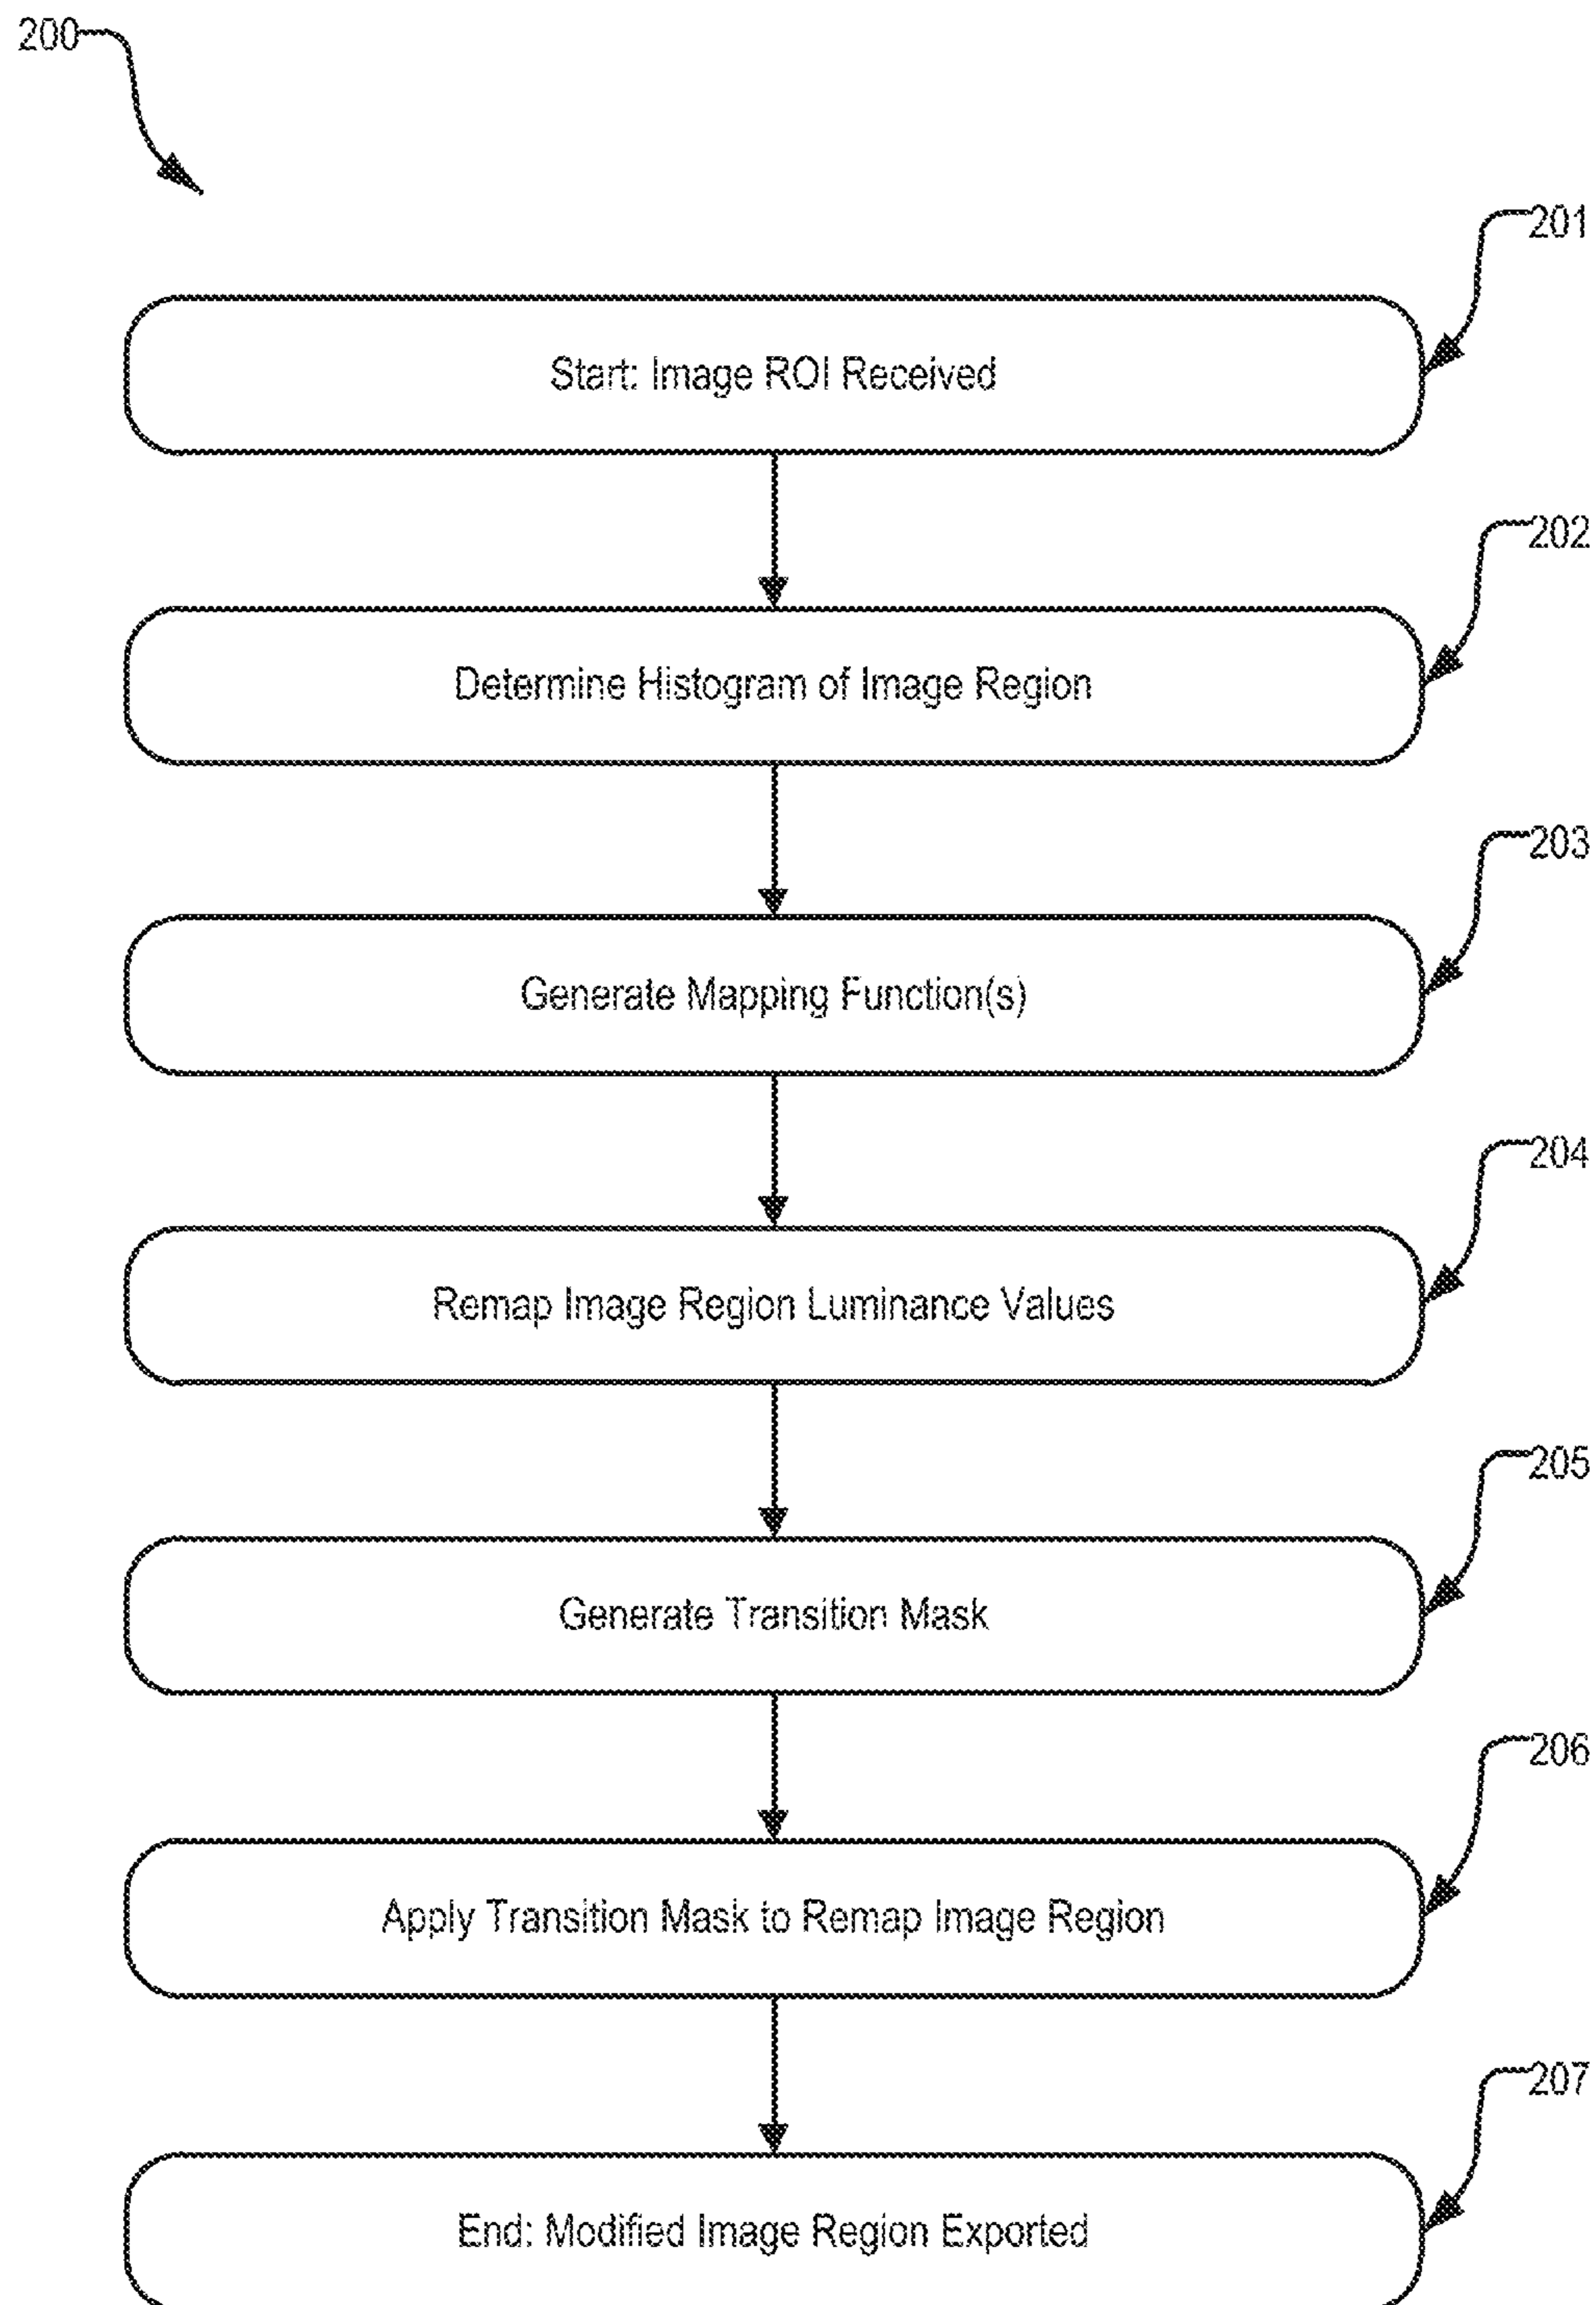 200
201
Start: Image ROI Received
202
Determine Histogram of Image Region
203
Generate Mapping Function(s)
204
Remap Image Region Luminance Values
205
Generate Transition Mask
206
Apply Transition Mask to Remap Image Region
207
End: Modified Image Region Exported